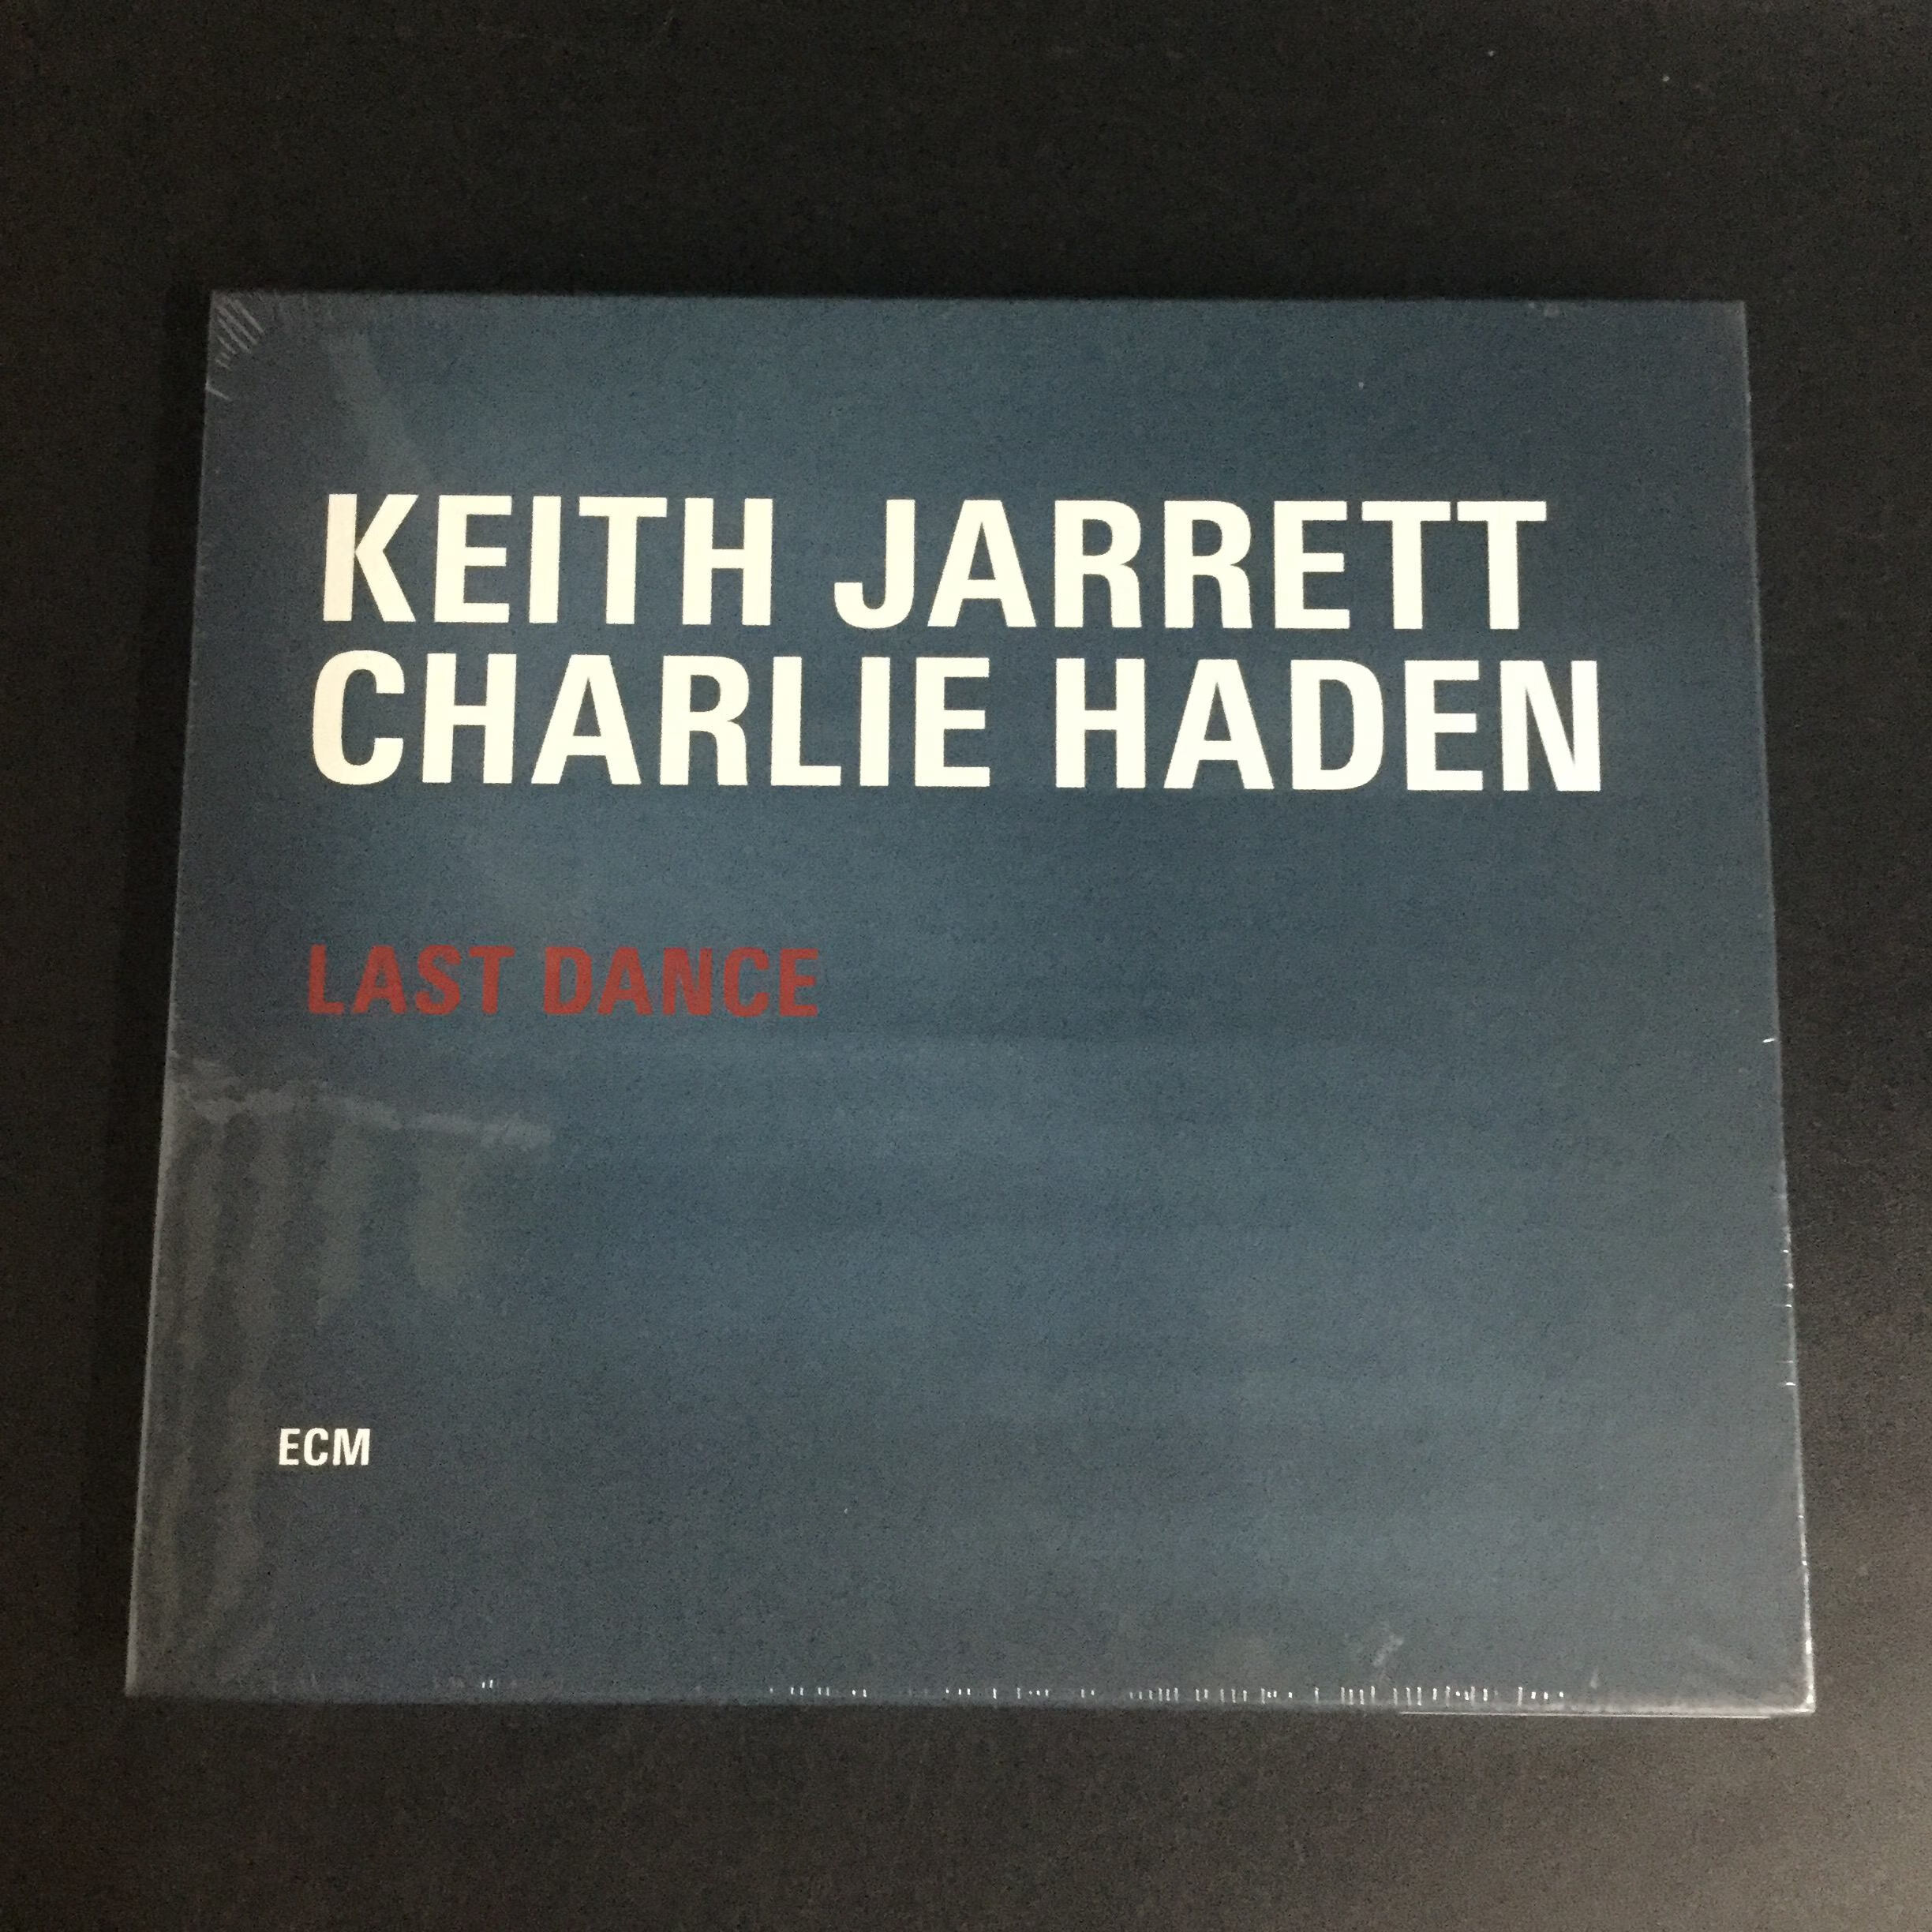 KEITH JARRETT
CHARLIE HADEN
LAST DANCE
ECM